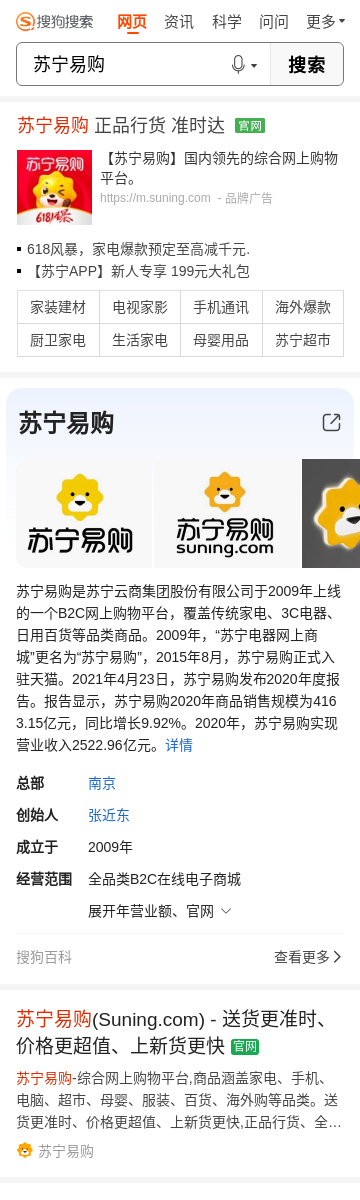 搜狗搜索 网页 资讯 科学 问问 更多
苏宁易购 搜索
苏宁易购 正品行货 准时送达 官网
苏宁易购
618风暴
【苏宁易购】国内领先的综合网上购物
平台。
https://m.suning.com - 品牌广告
618风暴，家电爆款预定至高减千元.
【苏宁APP】新人专享 199元大礼包
家装建材 电视家影 手机通讯 海外爆款
厨卫家电 生活家电 母婴用品 苏宁超市
苏宁易购
苏宁易购
苏宁易购
suning.com
苏宁易购是苏宁云商集团股份有限公司于2009年上线
的一个B2C网上购物平台，覆盖传统家电、3C电器、
日用百货等品类商品。2009年，“苏宁电器网上商
城”更名为“苏宁易购”，2015年8月，苏宁易购正式入
驻天猫。2021年4月23日，苏宁易购发布2020年度报
告。报告显示，苏宁易购2020年商品销售规模为416
3.15亿元，同比增长9.92%。2020年，苏宁易购实现
营业收入2522.96亿元。详情
总部 南京
创始人 张近东
成立于 2009年
经营范围 全品类B2C在线电子商城
展开年营业额、官网
搜狗百科 查看更多
苏宁易购(Suning.com) - 送货更准时、
价格更超值、上新货更快 官网
苏宁易购-综合网上购物平台,商品涵盖家电、手机、
电脑、超市、母婴、服装、百货、海外购等品类。送
货更准时、价格更超值、上新货更快,正品行货、全…
苏宁易购